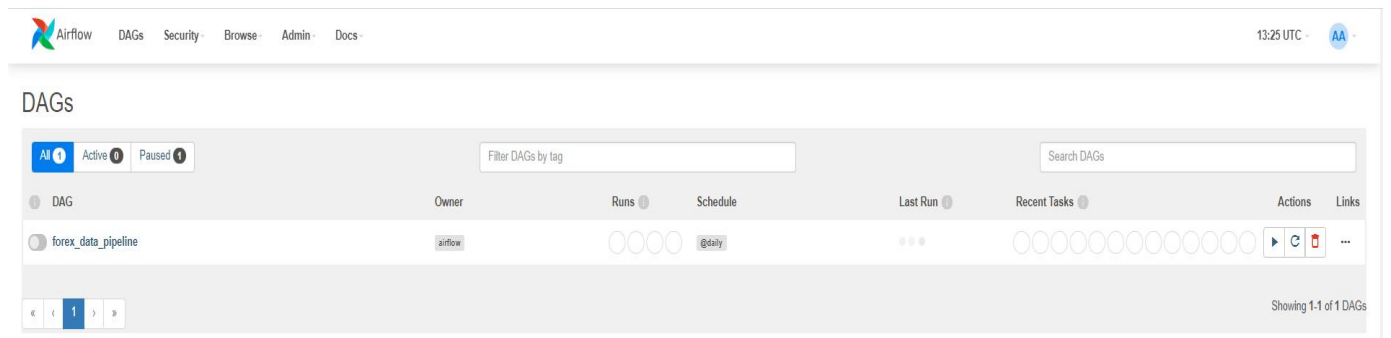 Airflow DAGs Security Browse Admin Docs 13:25 UTC AA
DAGs
All 1 Active 0 Paused 1 Filter DAGs by tag Search DAGs
DAG Owner Runs Schedule Last Run Recent Tasks Actions Links
forex_data_pipeline airflow @daily
« ‹ 1 › » Showing 1-1 of 1 DAGs